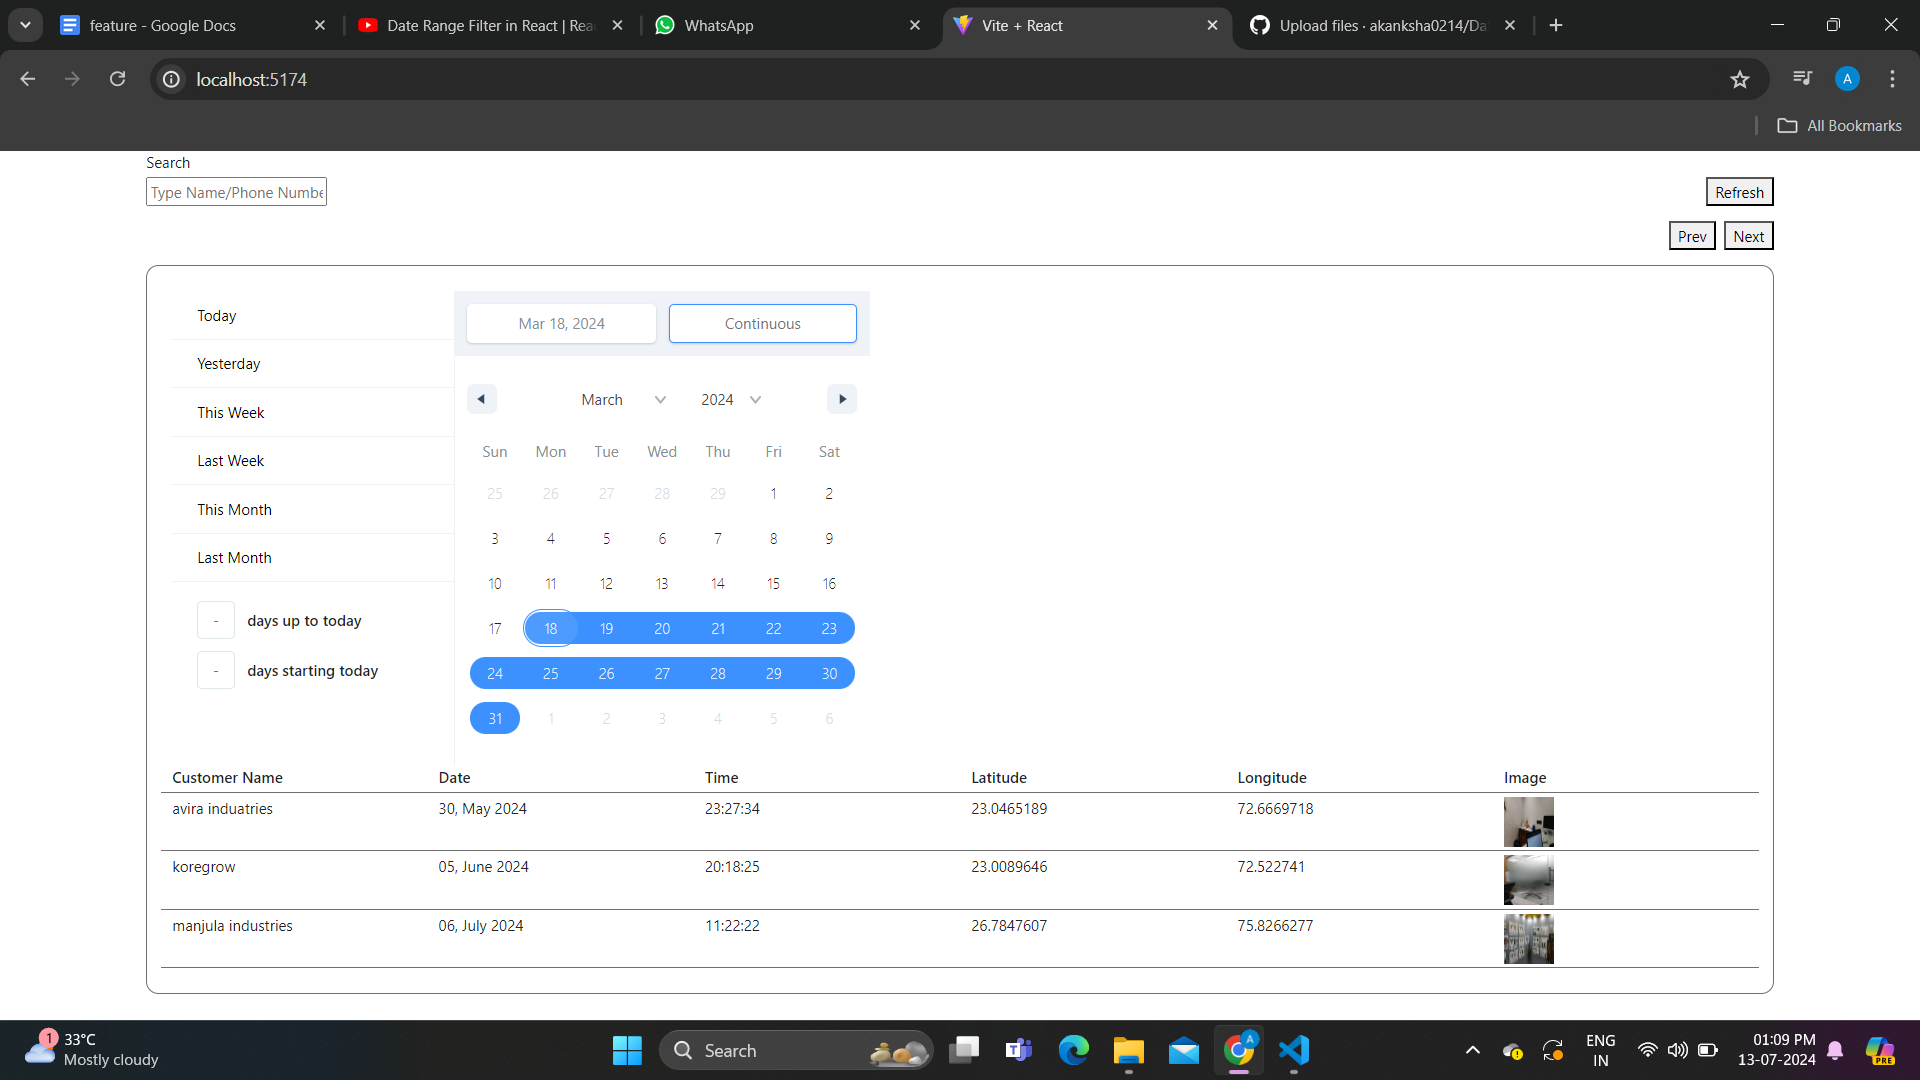 feature - Google Docs
Date Range Filter in React | Rea
WhatsApp
Vite + React
Upload files · akanksha0214/Da
localhost:5174
A
All Bookmarks
Search
Type Name/Phone Numbe
Refresh
Prev Next
Today
Yesterday
This Week
Last Week
This Month
Last Month
- days up to today
- days starting today
Mar 18, 2024 Continuous
March 2024
Sun Mon Tue Wed Thu Fri Sat
25 26 27 28 29 1 2
3 4 5 6 7 8 9
10 11 12 13 14 15 16
17 18 19 20 21 22 23
24 25 26 27 28 29 30
31 1 2 3 4 5 6
Customer Name Date Time Latitude Longitude Image
avira induatries 30, May 2024 23:27:34 23.0465189 72.6669718
koregrow 05, June 2024 20:18:25 23.0089646 72.522741
manjula industries 06, July 2024 11:22:22 26.7847607 75.8266277
1
33°C
Mostly cloudy
Search
A
ENG
IN
01:09 PM
13-07-2024
PRE